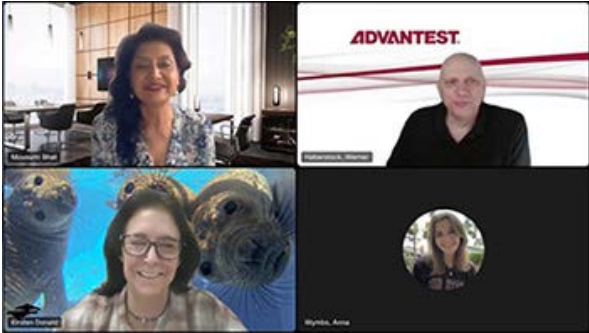 ADVANTEST
Mousumi Bhat
Haberstock, Werner
Kirsten Donald
Wymbs, Anna